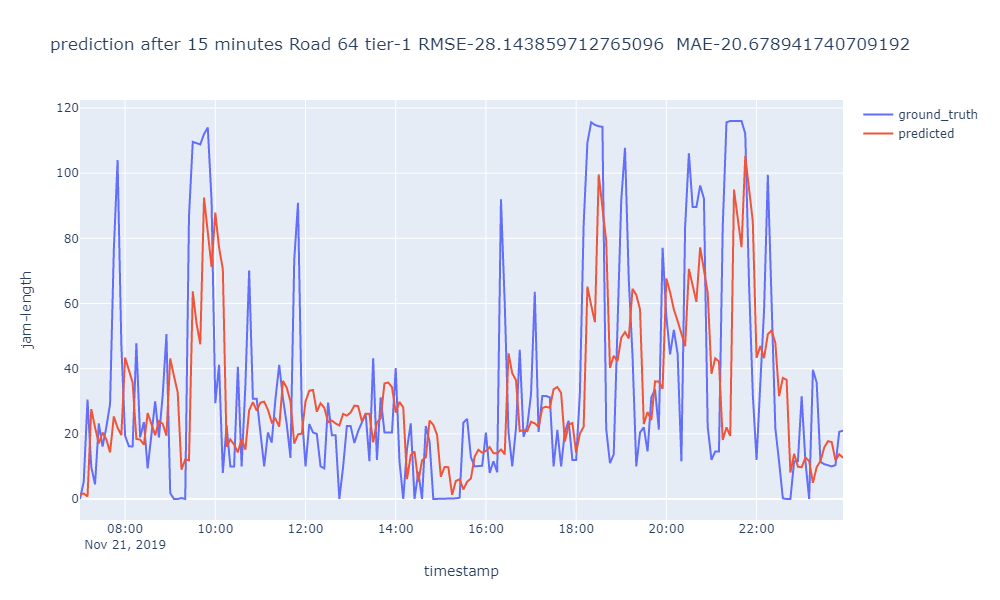 prediction after 15 minutes Road 64 tier-1 RMSE-28.143859712765096  MAE-20.678941740709192
ground_truth
predicted
120
100
80
60
40
20
0
jam-length
08:00 10:00 12:00 14:00 16:00 18:00 20:00 22:00
Nov 21, 2019
timestamp